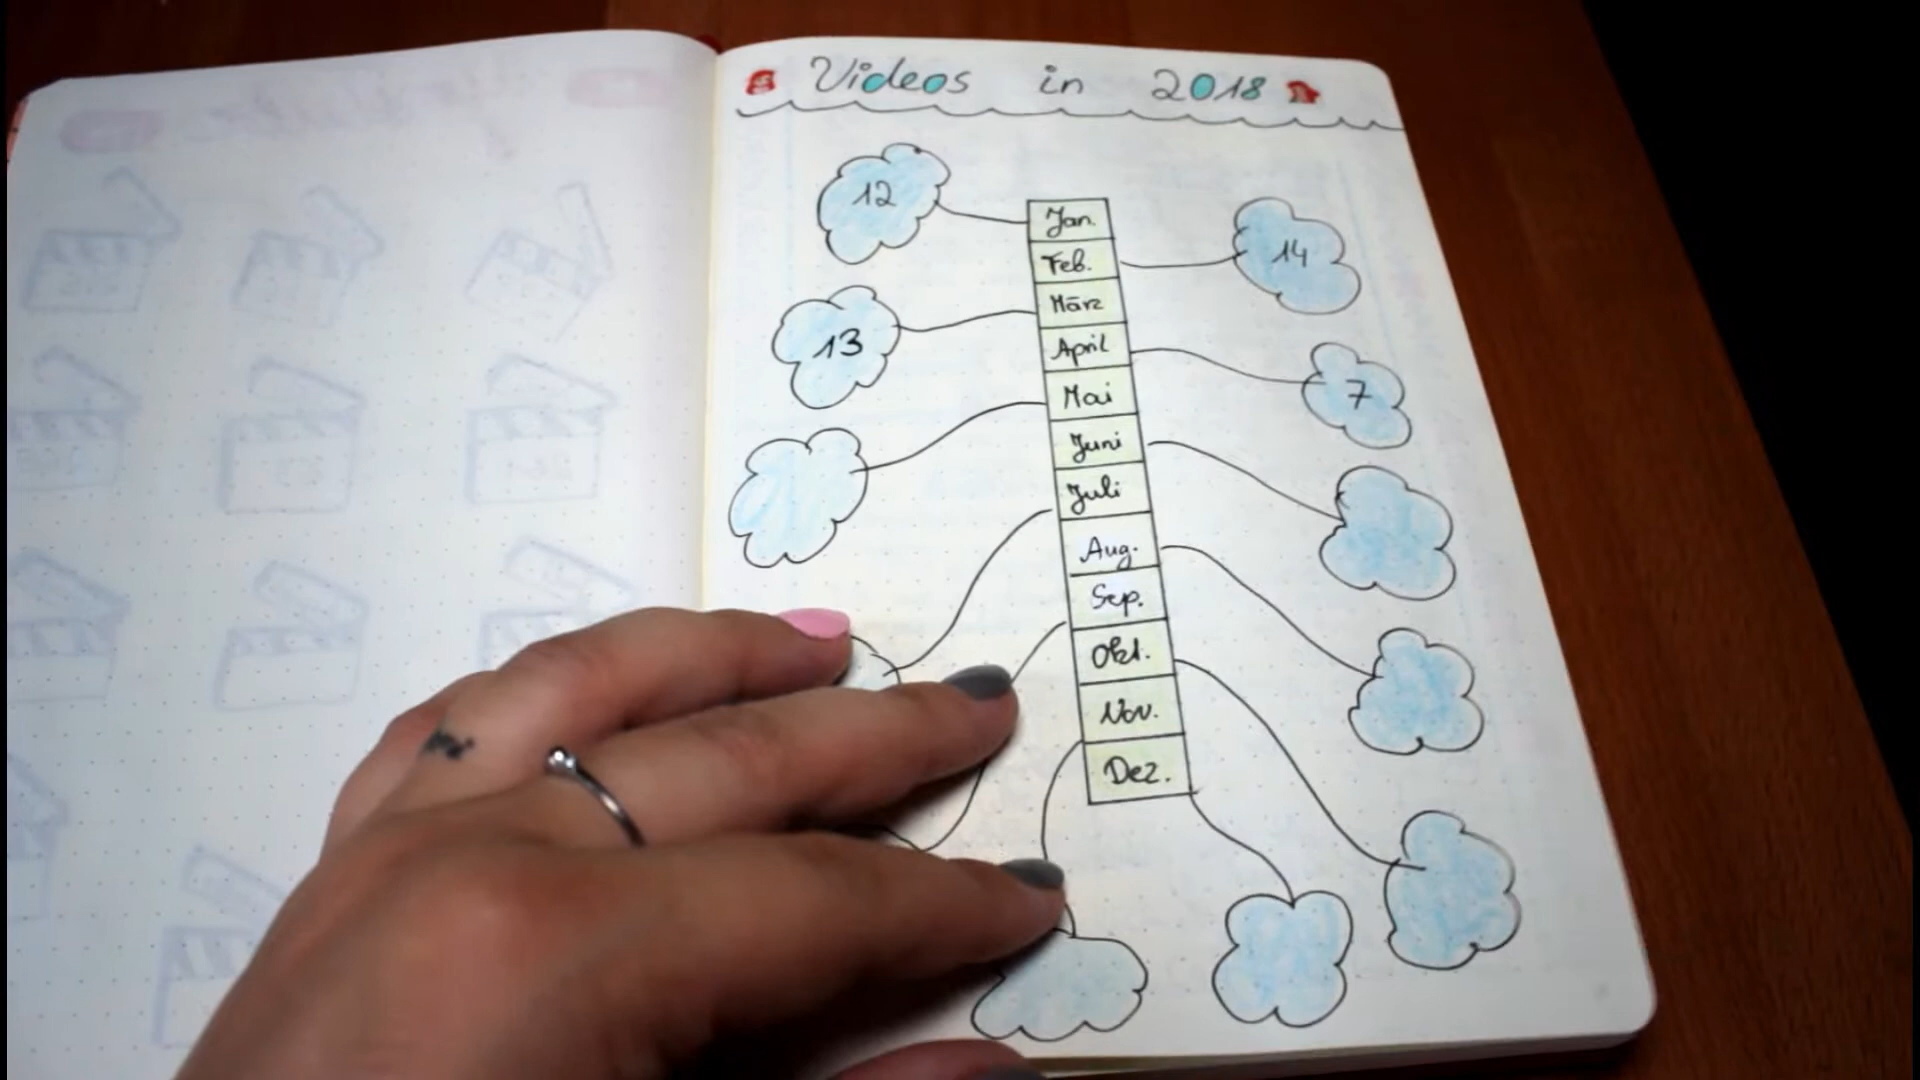 Videos in 2018
12
14
13
7
Jan.
Feb.
März
April
Mai
Juni
Juli
Aug.
Sep.
Okt.
Nov.
Dez.